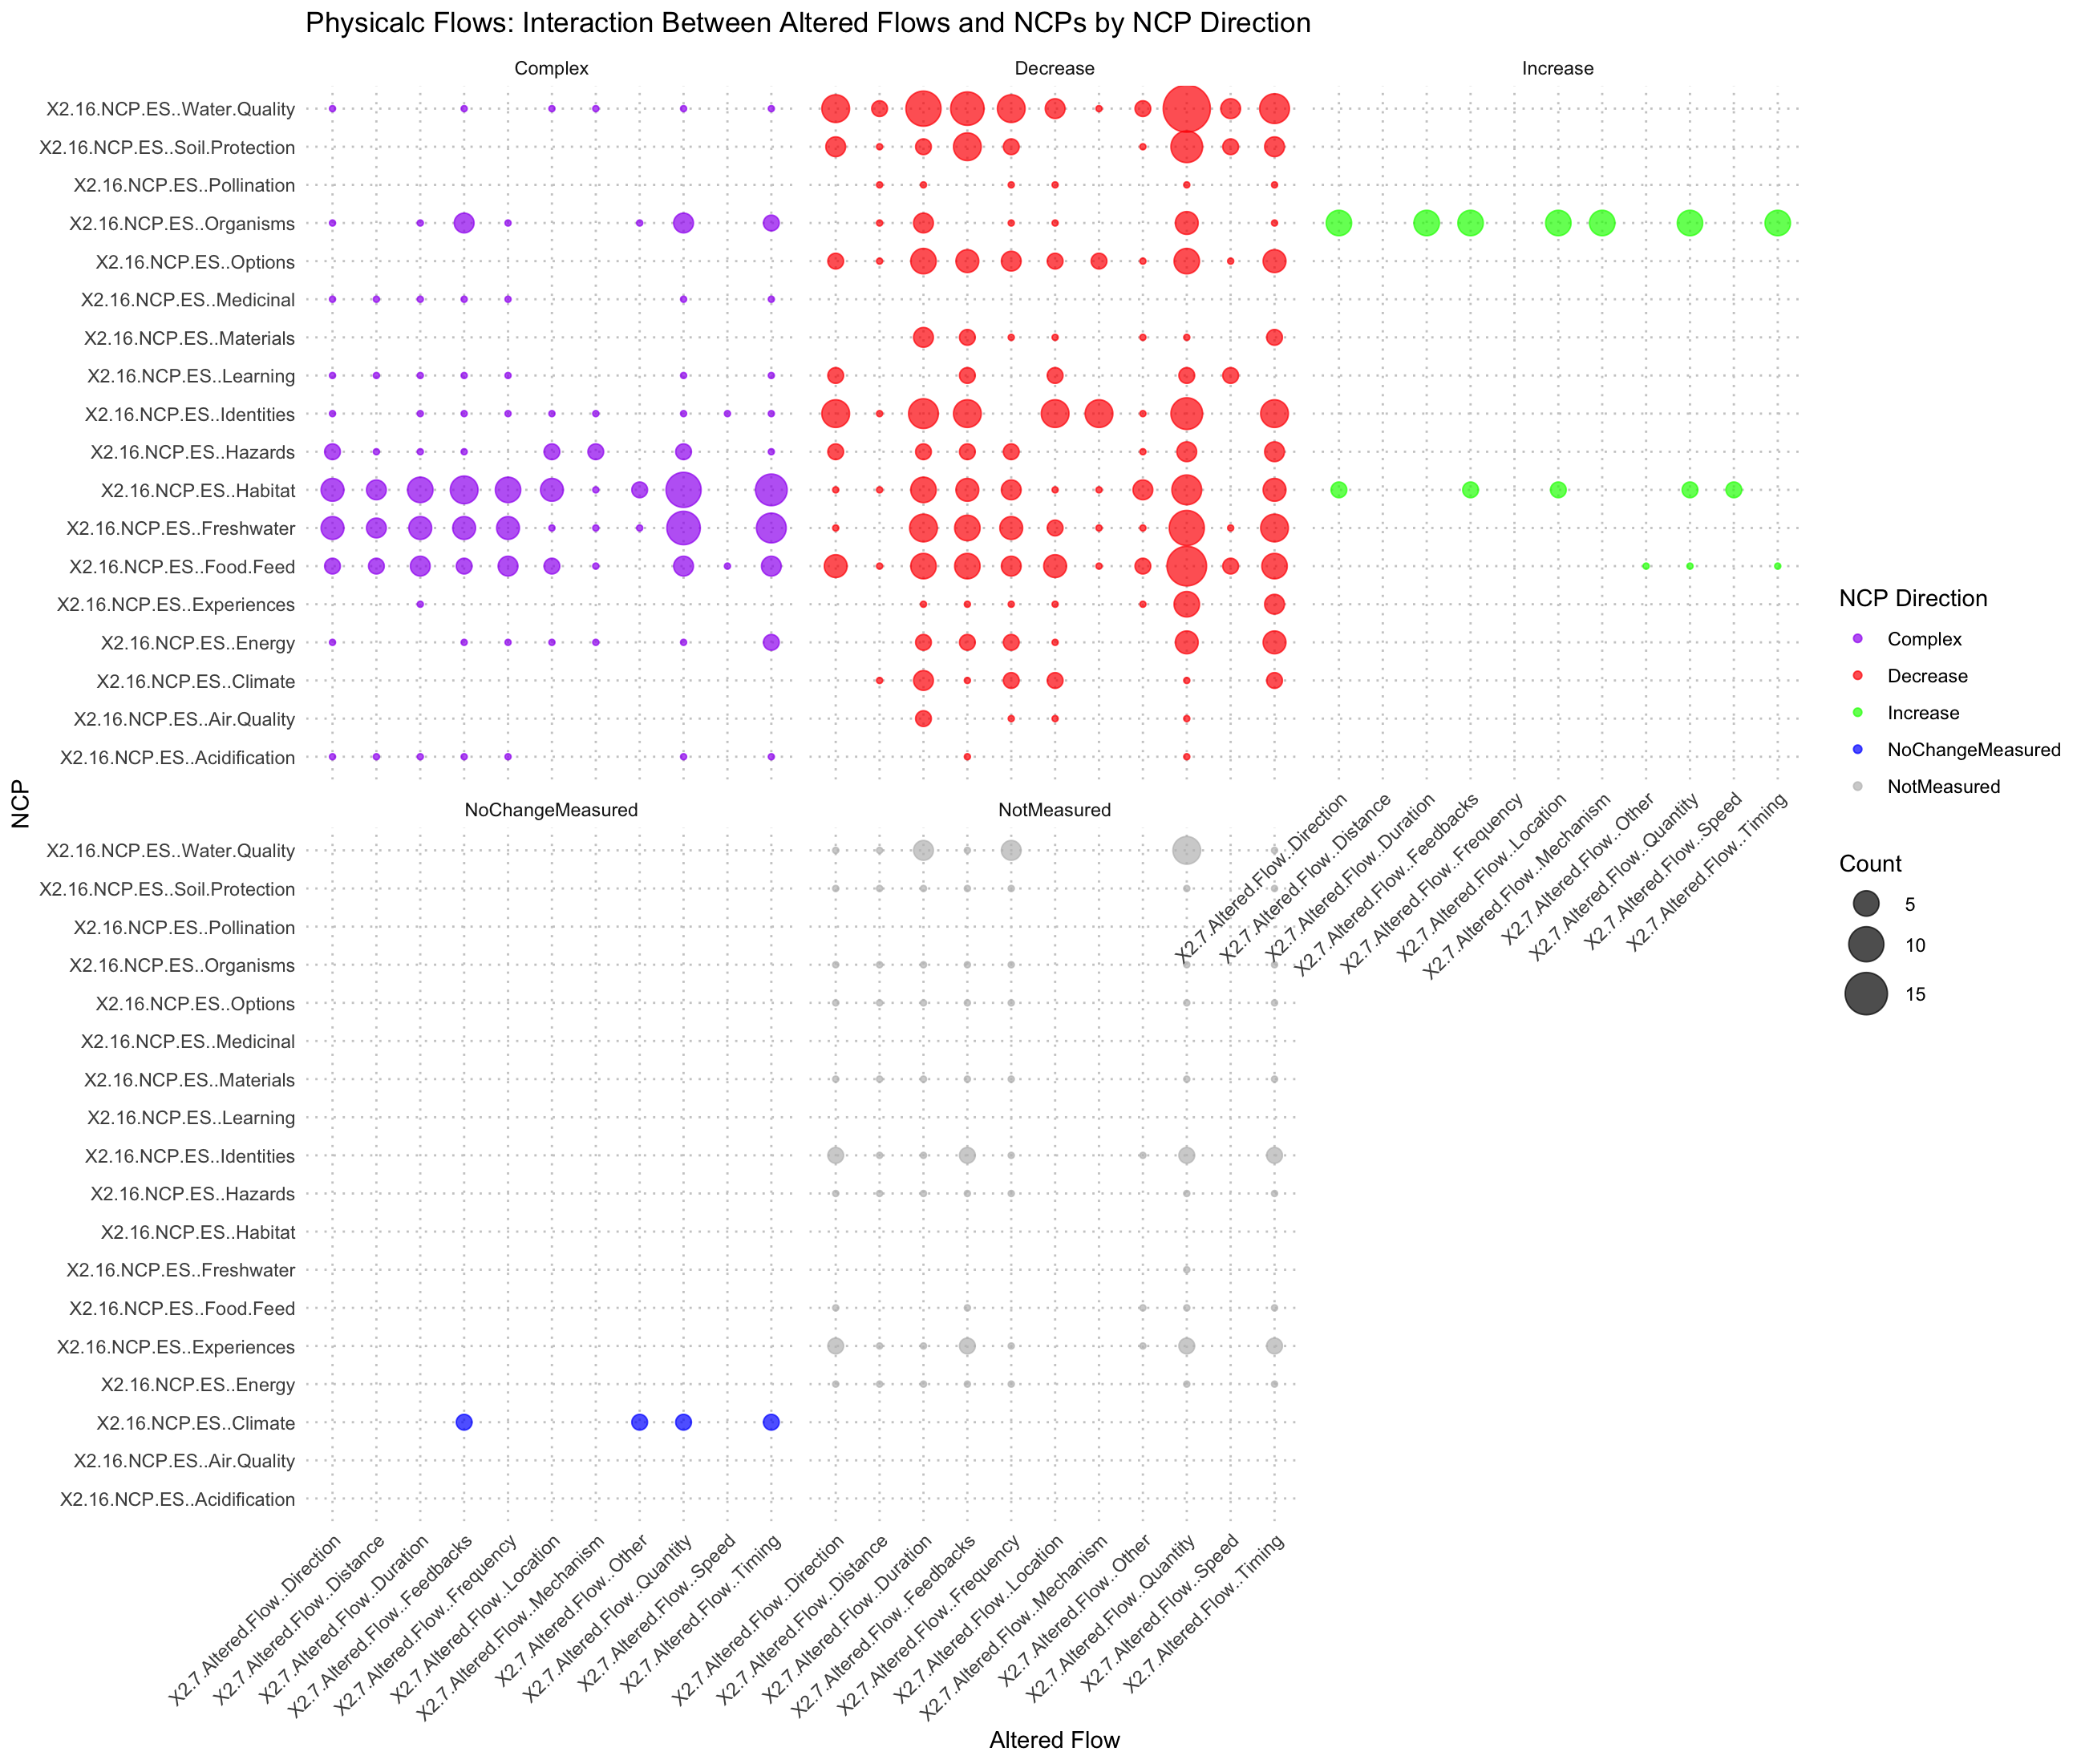 Physicalc Flows: Interaction Between Altered Flows and NCPs by NCP Direction
Complex
Decrease
Increase
X2.16.NCP.ES..Water.Quality
X2.16.NCP.ES..Soil.Protection
X2.16.NCP.ES..Pollination
X2.16.NCP.ES..Organisms
X2.16.NCP.ES..Options
X2.16.NCP.ES..Medicinal
X2.16.NCP.ES..Materials
X2.16.NCP.ES..Learning
X2.16.NCP.ES..Identities
X2.16.NCP.ES..Hazards
X2.16.NCP.ES..Habitat
X2.16.NCP.ES..Freshwater
X2.16.NCP.ES..Food.Feed
X2.16.NCP.ES..Experiences
X2.16.NCP.ES..Energy
X2.16.NCP.ES..Climate
X2.16.NCP.ES..Air.Quality
X2.16.NCP.ES..Acidification
NCP
X2.7.Altered.Flow..Direction
X2.7.Altered.Flow..Distance
X2.7.Altered.Flow..Duration
X2.7.Altered.Flow..Feedbacks
X2.7.Altered.Flow..Frequency
X2.7.Altered.Flow..Location
X2.7.Altered.Flow..Mechanism
X2.7.Altered.Flow..Other
X2.7.Altered.Flow..Quantity
X2.7.Altered.Flow..Speed
X2.7.Altered.Flow..Timing
NoChangeMeasured
NotMeasured
X2.16.NCP.ES..Water.Quality
X2.16.NCP.ES..Soil.Protection
X2.16.NCP.ES..Pollination
X2.16.NCP.ES..Organisms
X2.16.NCP.ES..Options
X2.16.NCP.ES..Medicinal
X2.16.NCP.ES..Materials
X2.16.NCP.ES..Learning
X2.16.NCP.ES..Identities
X2.16.NCP.ES..Hazards
X2.16.NCP.ES..Habitat
X2.16.NCP.ES..Freshwater
X2.16.NCP.ES..Food.Feed
X2.16.NCP.ES..Experiences
X2.16.NCP.ES..Energy
X2.16.NCP.ES..Climate
X2.16.NCP.ES..Air.Quality
X2.16.NCP.ES..Acidification
X2.7.Altered.Flow..Direction
X2.7.Altered.Flow..Distance
X2.7.Altered.Flow..Duration
X2.7.Altered.Flow..Feedbacks
X2.7.Altered.Flow..Frequency
X2.7.Altered.Flow..Location
X2.7.Altered.Flow..Mechanism
X2.7.Altered.Flow..Other
X2.7.Altered.Flow..Quantity
X2.7.Altered.Flow..Speed
X2.7.Altered.Flow..Timing
X2.7.Altered.Flow..Direction
X2.7.Altered.Flow..Distance
X2.7.Altered.Flow..Duration
X2.7.Altered.Flow..Feedbacks
X2.7.Altered.Flow..Frequency
X2.7.Altered.Flow..Location
X2.7.Altered.Flow..Mechanism
X2.7.Altered.Flow..Other
X2.7.Altered.Flow..Quantity
X2.7.Altered.Flow..Speed
X2.7.Altered.Flow..Timing
Altered Flow
NCP Direction
Complex
Decrease
Increase
NoChangeMeasured
NotMeasured
Count
5
10
15